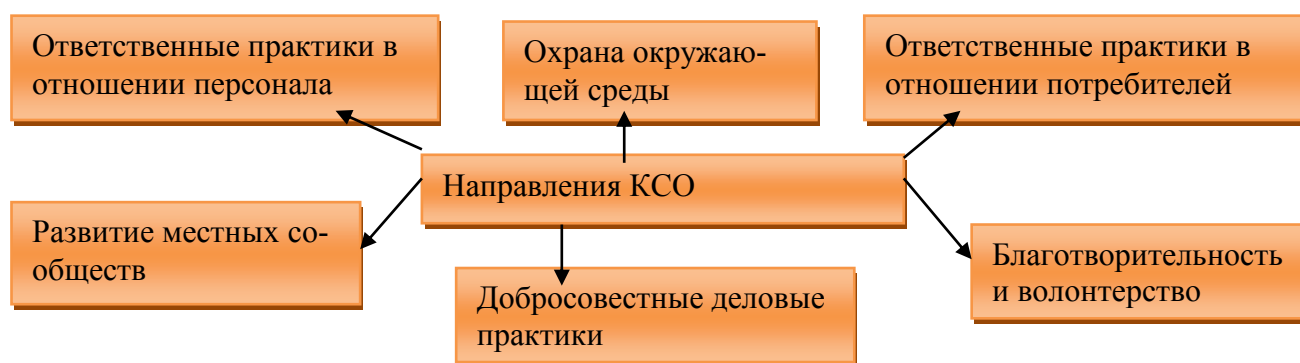 Ответственные практики в
отношении персонала
Охрана окружаю-
щей среды
Ответственные практики в
отношении потребителей
Направления КСО
Развитие местных со-
обществ
Добросовестные деловые
практики
Благотворительность
и волонтерство